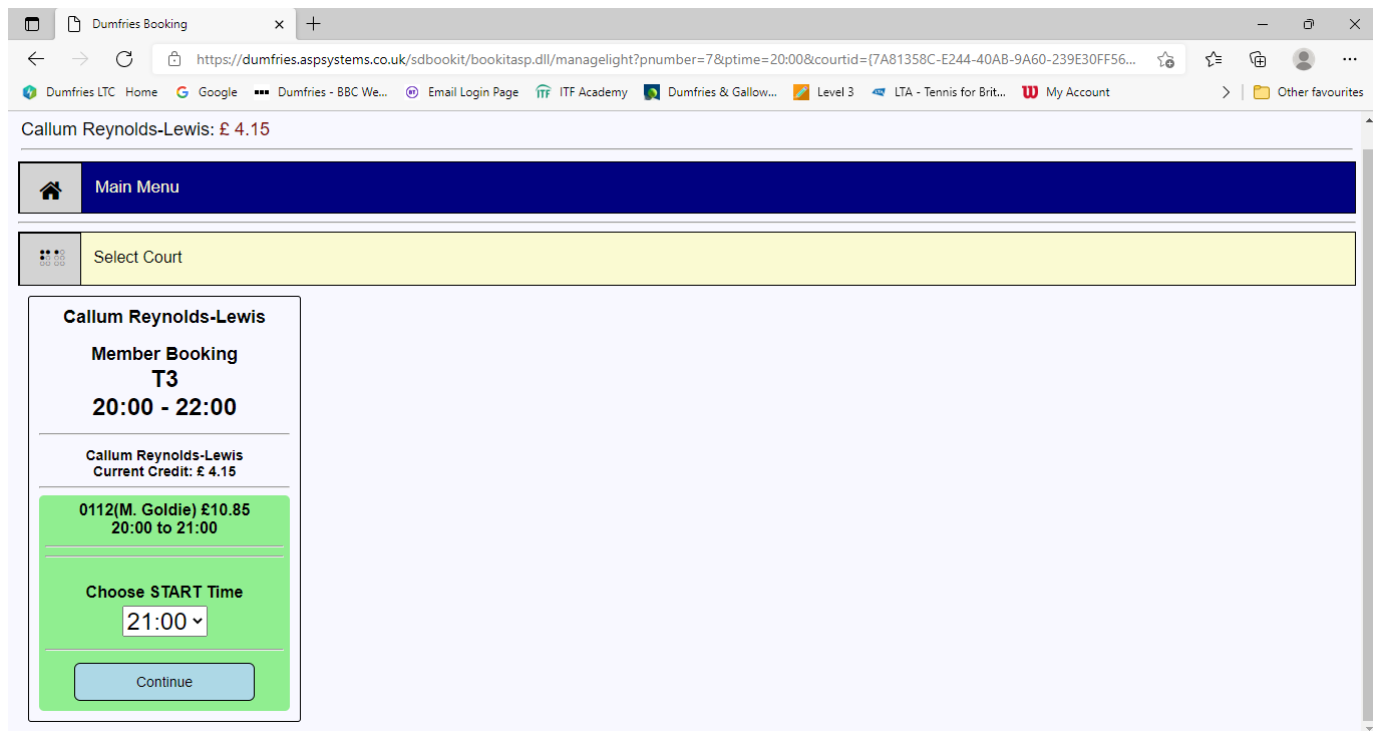 Dumfries Booking
https://dumfries.aspsystems.co.uk/sdbookit/bookitasp.dll/managelight?pnumber=7&ptime=20:00&courtid={7A81358C-E244-40AB-9A60-239E30FF56...
Dumfries LTC Home Google Dumfries - BBC We... Email Login Page ITF Academy Dumfries & Gallow... Level 3 LTA - Tennis for Brit... My Account Other favourites
Callum Reynolds-Lewis: £ 4.15
Main Menu
Select Court
Callum Reynolds-Lewis
Member Booking
T3
20:00 - 22:00
Callum Reynolds-Lewis
Current Credit: £ 4.15
0112(M. Goldie) £10.85
20:00 to 21:00
Choose START Time
21:00
Continue